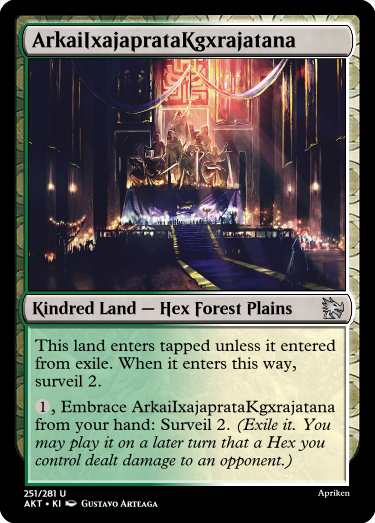 ArkaiIxajaprataKgxrajatana
Kindred Land — Hex Forest Plains
This land enters tapped unless it entered
from exile. When it enters this way,
surveil 2.
1, Embrace ArkaiIxajaprataKgxrajatana
from your hand: Surveil 2. (Exile it. You
may play it on a later turn that a Hex you
control dealt damage to an opponent.)
251/281 U
Apriken
AKT • KI Gustavo Arteaga